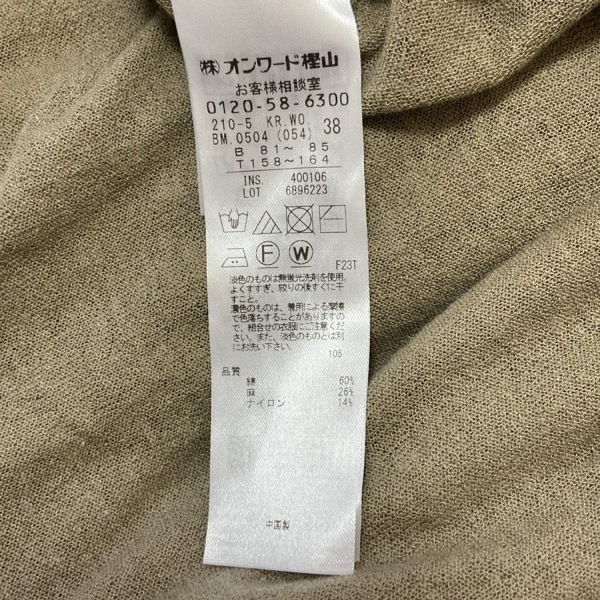 ㈱ オンワード樫山
お客様相談室
0120-58-6300
210-5 KR.WO.
BM.0504 (054) 38
B 81～ 85
T158～164
INS. 400106
LOT 6896223
F W
F23T
淡色のものは無蛍光洗剤を使用。
よくすすぎ、絞りの後すぐに干
すこと。
濃色のものは、着用による摩擦
で色落ちすることがありますの
で、組合せの衣服にご注意くだ
さい。また、淡色のものとは別
にお洗い下さい。
105
品質
綿 60%
麻 26%
ナイロン 14%
中国製